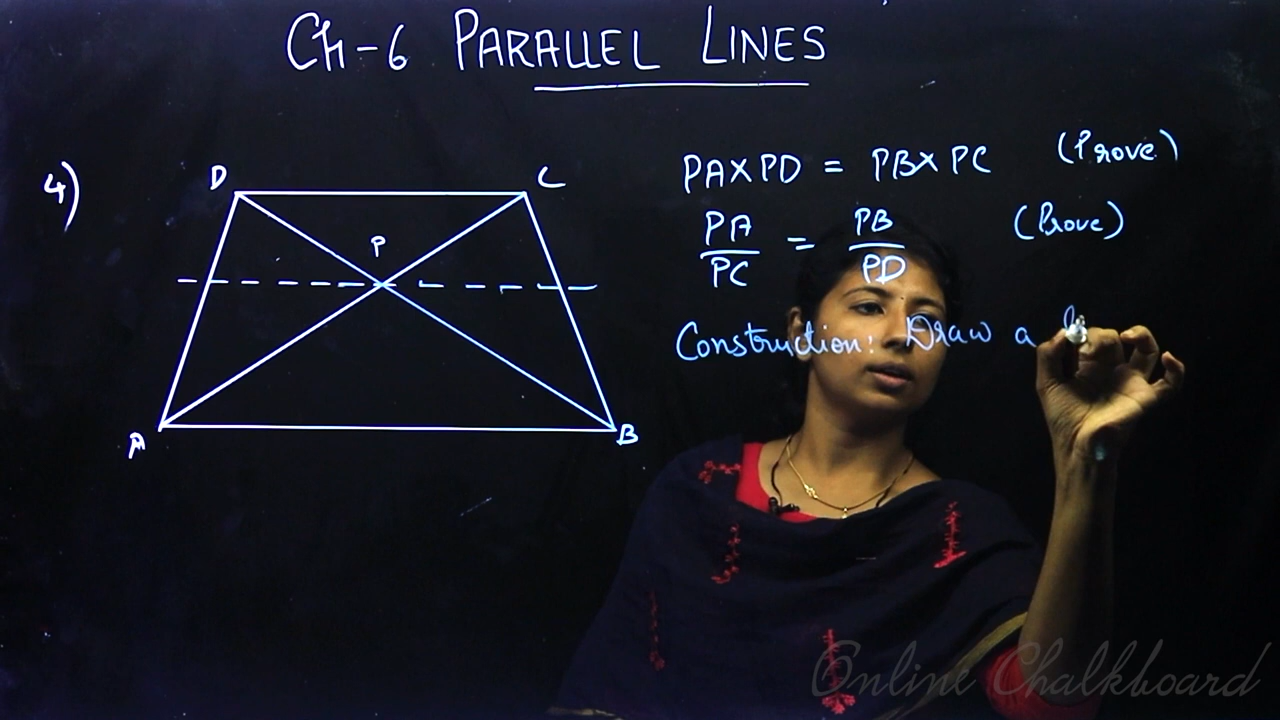 Ch-6 PARALLEL LINES
4)
D C
P
A B
PA×PD = PB×PC (Prove)
PA/PC = PB/PD (Prove)
Construction: Draw a
Online Chalkboard